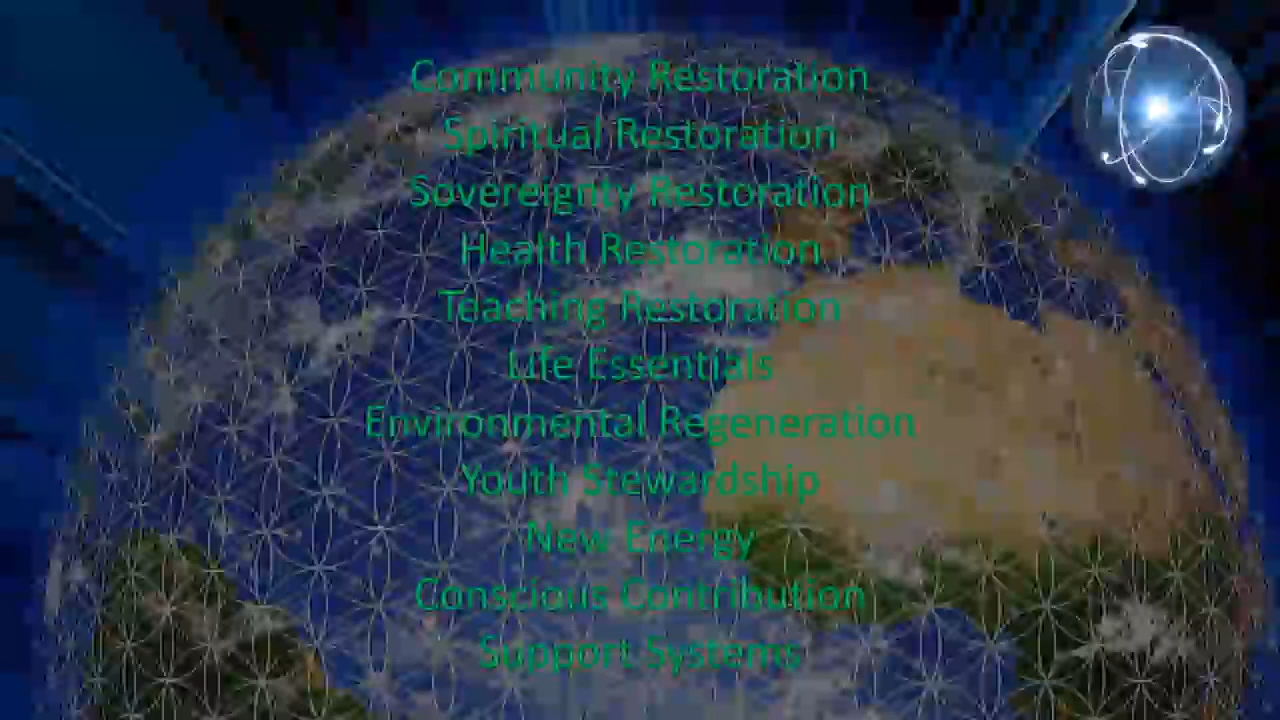 Community Restoration
Spiritual Restoration
Sovereignty Restoration
Health Restoration
Teaching Restoration
Life Essentials
Environmental Regeneration
Youth Stewardship
New Energy
Conscious Contribution
Support Systems